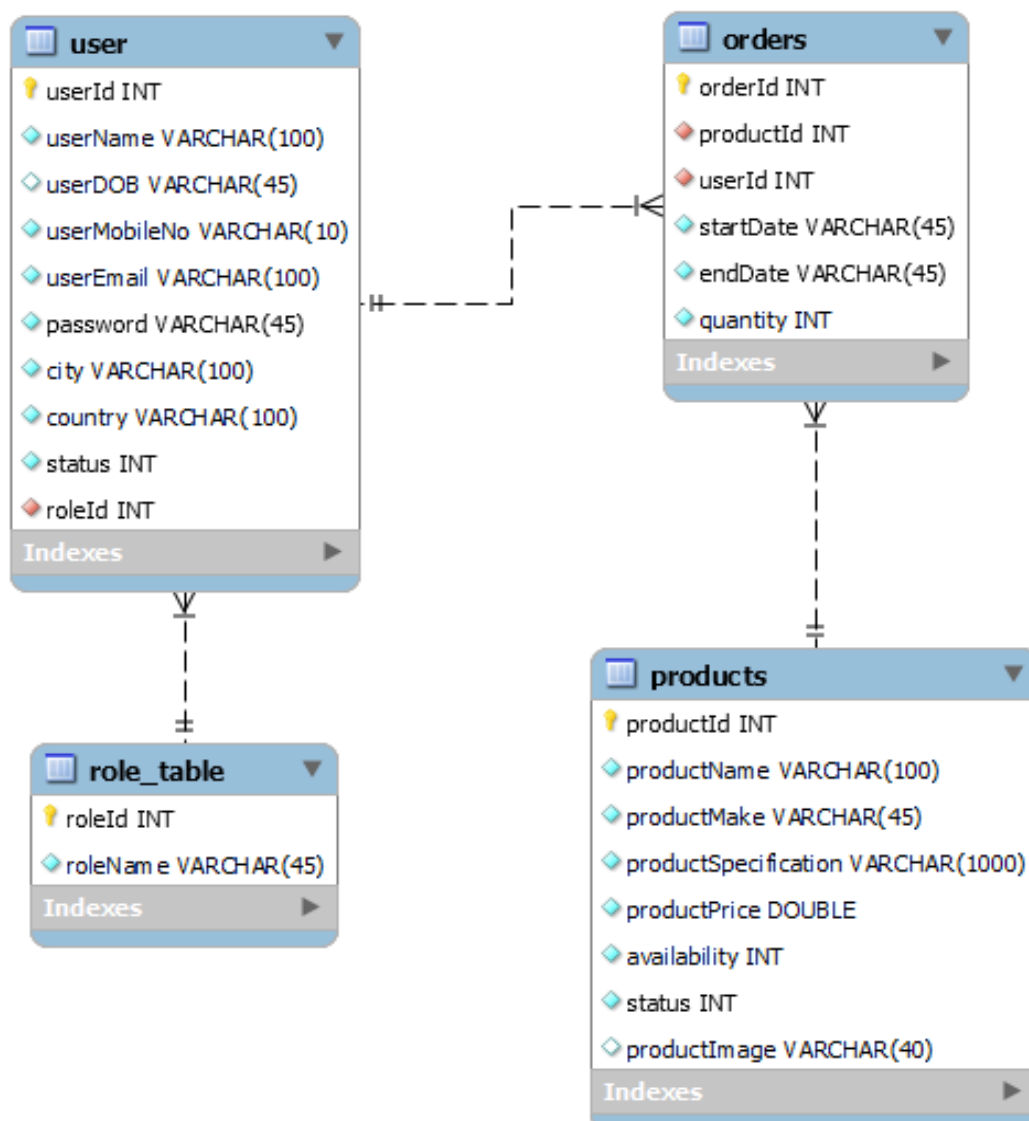 user
userId INT
userName VARCHAR(100)
userDOB VARCHAR(45)
userMobileNo VARCHAR(10)
userEmail VARCHAR(100)
password VARCHAR(45)
city VARCHAR(100)
country VARCHAR(100)
status INT
roleId INT
Indexes
orders
orderId INT
productId INT
userId INT
startDate VARCHAR(45)
endDate VARCHAR(45)
quantity INT
Indexes
role_table
roleId INT
roleName VARCHAR(45)
Indexes
products
productId INT
productName VARCHAR(100)
productMake VARCHAR(45)
productSpecification VARCHAR(1000)
productPrice DOUBLE
availability INT
status INT
productImage VARCHAR(40)
Indexes